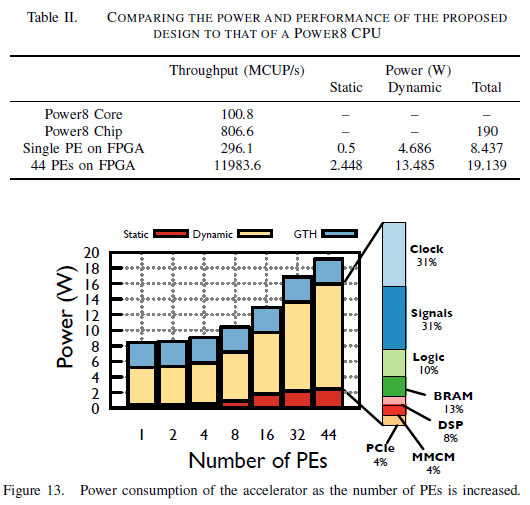 Table II. COMPARING THE POWER AND PERFORMANCE OF THE PROPOSED
DESIGN TO THAT OF A POWER8 CPU
Throughput (MCUP/s) Power (W)
Static Dynamic Total
Power8 Core 100.8 – – –
Power8 Chip 806.6 – – 190
Single PE on FPGA 296.1 0.5 4.686 8.437
44 PEs on FPGA 11983.6 2.448 13.485 19.139
Static Dynamic GTH
Power (W)
20
18
16
14
12
10
8
6
4
2
0
1 2 4 8 16 32 44
Number of PEs
Clock
31%
Signals
31%
Logic
10%
BRAM
13%
DSP
8%
MMCM
4%
PCIe
4%
Figure 13. Power consumption of the accelerator as the number of PEs is increased.